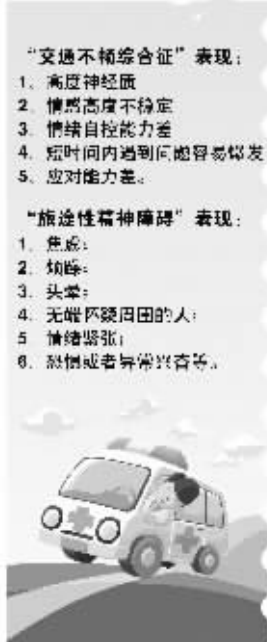 “交通不畅综合征”表现：
1、高度神经质
2、情感高度不稳定
3、情绪自控能力差
4、短时间内遇到问题容易爆发
5、应对能力差。
“旅途性精神障碍”表现：
1、焦虑；
2、烦躁；
3、头晕；
4、无端怀疑周围的人；
5 情绪紧张；
6、恐惧或者异常兴奋等。